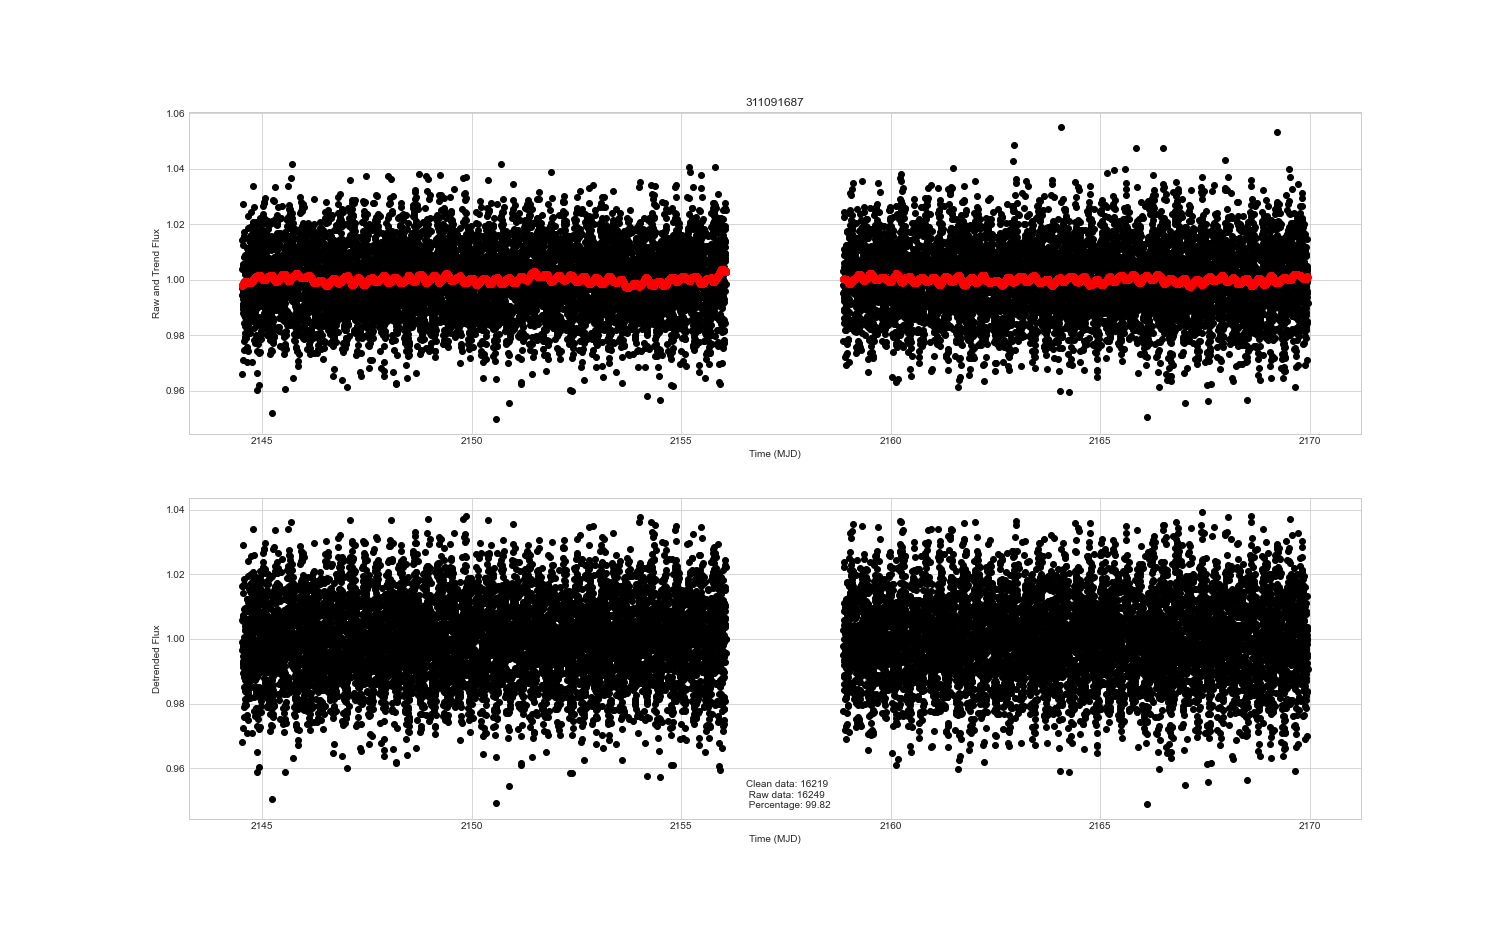 311091687
1.06
1.04
1.02
1.00
0.98
0.96
Raw and Trend Flux
2145 2150 2155 2160 2165 2170
Time (MJD)
1.04
1.02
1.00
0.98
0.96
Detrended Flux
Clean data: 16219
Raw data: 16249
Percentage: 99.82
2145 2150 2155 2160 2165 2170
Time (MJD)